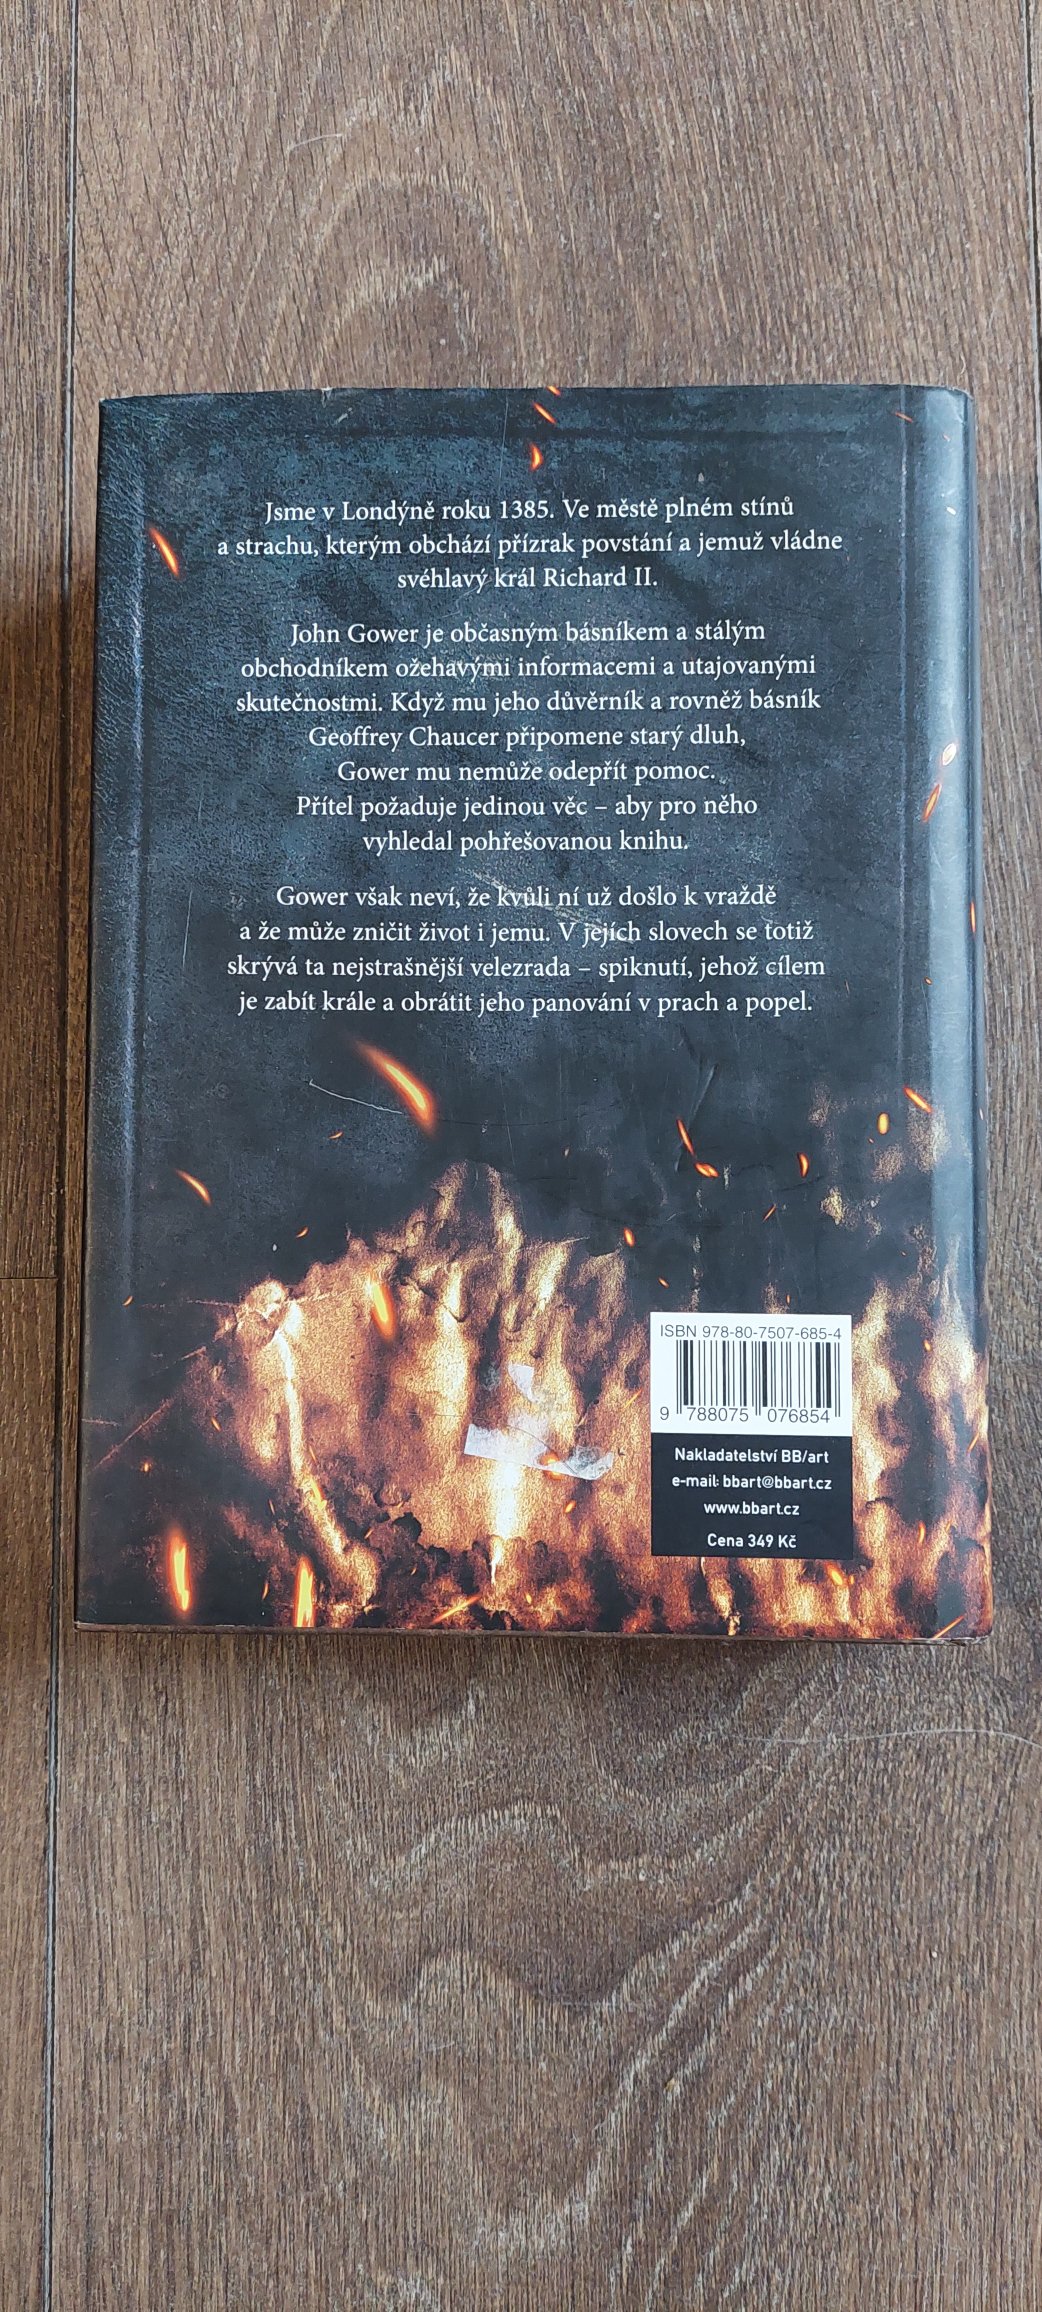 Jsme v Londýně roku 1385. Ve městě plném stínů
a strachu, kterým obchází přízrak povstání a jemuž vládne
svéhlavý král Richard II.
John Gower je občasným básníkem a stálým
obchodníkem ožehavými informacemi a utajovanými
skutečnostmi. Když mu jeho důvěrník a rovněž básník
Geoffrey Chaucer připomene starý dluh,
Gower mu nemůže odepřít pomoc.
Přítel požaduje jedinou věc – aby pro něho
vyhledal pohřešovanou knihu.
Gower však neví, že kvůli ní už došlo k vraždě
a že může zničit život i jemu. V jejích slovech se totiž
skrývá ta nejstrašnější velezrada – spiknutí, jehož cílem
je zabít krále a obrátit jeho panování v prach a popel.
ISBN 978-80-7507-685-4
9 788075 076854
Nakladatelství BB/art
e-mail: bbart@bbart.cz
www.bbart.cz
Cena 349 Kč